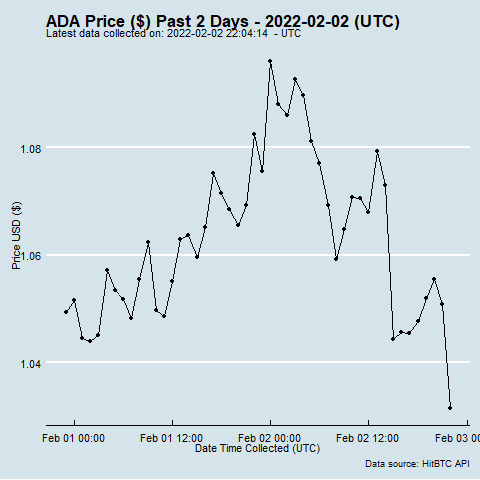 ADA Price ($) Past 2 Days - 2022-02-02 (UTC)
Latest data collected on: 2022-02-02 22:04:14 - UTC
1.08
1.06
1.04
Price USD ($)
Feb 01 00:00
Feb 01 12:00
Feb 02 00:00
Feb 02 12:00
Feb 03 00
Date Time Collected (UTC)
Data source: HitBTC API